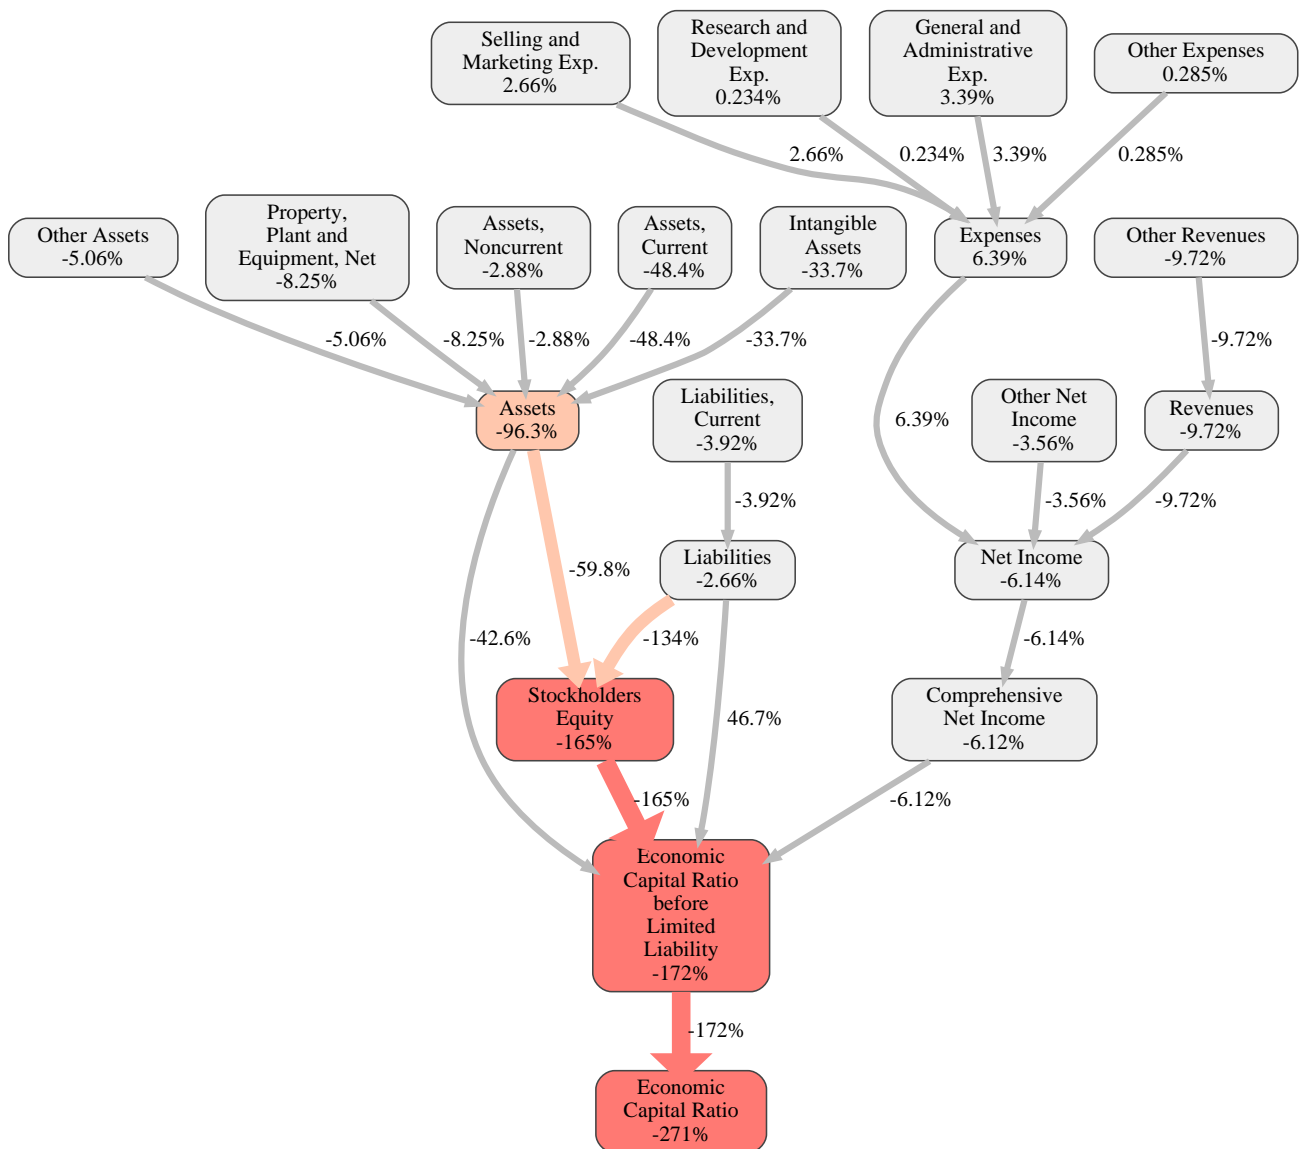 Selling and
Marketing Exp.
2.66%
Research and
Development
Exp.
0.234%
General and
Administrative
Exp.
3.39%
Other Expenses
0.285%
2.66%
0.234%
3.39%
0.285%
Other Assets
-5.06%
Property,
Plant and
Equipment, Net
-8.25%
Assets,
Noncurrent
-2.88%
Assets,
Current
-48.4%
Intangible
Assets
-33.7%
Expenses
6.39%
Other Revenues
-9.72%
-5.06%
-8.25%
-2.88%
-48.4%
-33.7%
-9.72%
Assets
-96.3%
Liabilities,
Current
-3.92%
6.39%
Other Net
Income
-3.56%
Revenues
-9.72%
-3.92%
-3.56%
-9.72%
-59.8%
Liabilities
-2.66%
Net Income
-6.14%
-42.6%
-134%
-6.14%
Stockholders
Equity
-165%
46.7%
Comprehensive
Net Income
-6.12%
-165%
-6.12%
Economic
Capital Ratio
before
Limited
Liability
-172%
-172%
Economic
Capital Ratio
-271%